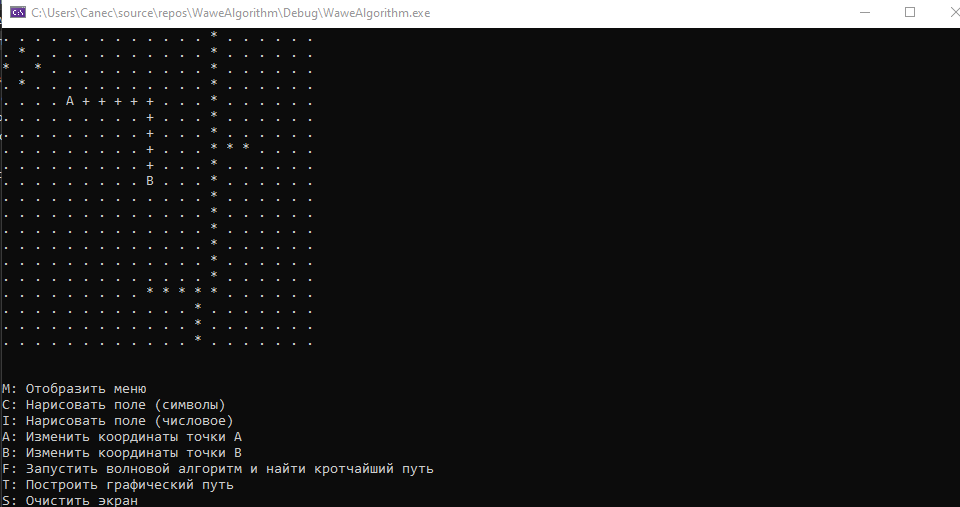 C:\Users\Canec\source\repos\WaweAlgorithm\Debug\WaweAlgorithm.exe
. . . . . . . . . . . . . * . . . . . .
. * . . . . . . . . . . . * . . . . . .
* . * . . . . . . . . . . * . . . . . .
. * . . . . . . . . . . . * . . . . . .
. . . . A + + + + + . . . * . . . . . .
. . . . . . . . . + . . . * . . . . . .
. . . . . . . . . + . . . * . . . . . .
. . . . . . . . . + . . . * * * . . . .
. . . . . . . . . + . . . * . . . . . .
. . . . . . . . . B . . . * . . . . . .
. . . . . . . . . . . . . * . . . . . .
. . . . . . . . . . . . . * . . . . . .
. . . . . . . . . . . . . * . . . . . .
. . . . . . . . . . . . . * . . . . . .
. . . . . . . . . . . . . * . . . . . .
. . . . . . . . . . . . . * . . . . . .
. . . . . . . . . * * * * * . . . . . .
. . . . . . . . . . . . * . . . . . . .
. . . . . . . . . . . . * . . . . . . .
. . . . . . . . . . . . * . . . . . . .
M: Отобразить меню
C: Нарисовать поле (символы)
I: Нарисовать поле (числовое)
A: Изменить координаты точки A
B: Изменить координаты точки B
F: Запустить волновой алгоритм и найти кротчайший путь
T: Построить графический путь
S: Очистить экран